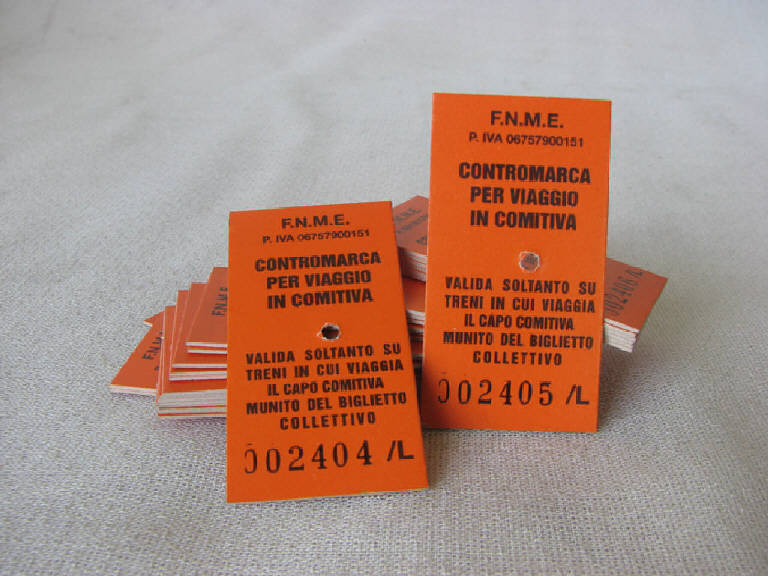 F.N.M.E.
P. IVA 06757900151
CONTROMARCA
PER VIAGGIO
IN COMITIVA
VALIDA SOLTANTO SU
TRENI IN CUI VIAGGIA
IL CAPO COMITIVA
MUNITO DEL BIGLIETTO
COLLETTIVO
002404 /L
F.N.M.E.
P. IVA 06757900151
CONTROMARCA
PER VIAGGIO
IN COMITIVA
VALIDA SOLTANTO SU
TRENI IN CUI VIAGGIA
IL CAPO COMITIVA
MUNITO DEL BIGLIETTO
COLLETTIVO
002405 /L
F.N.M.E
002406 /L